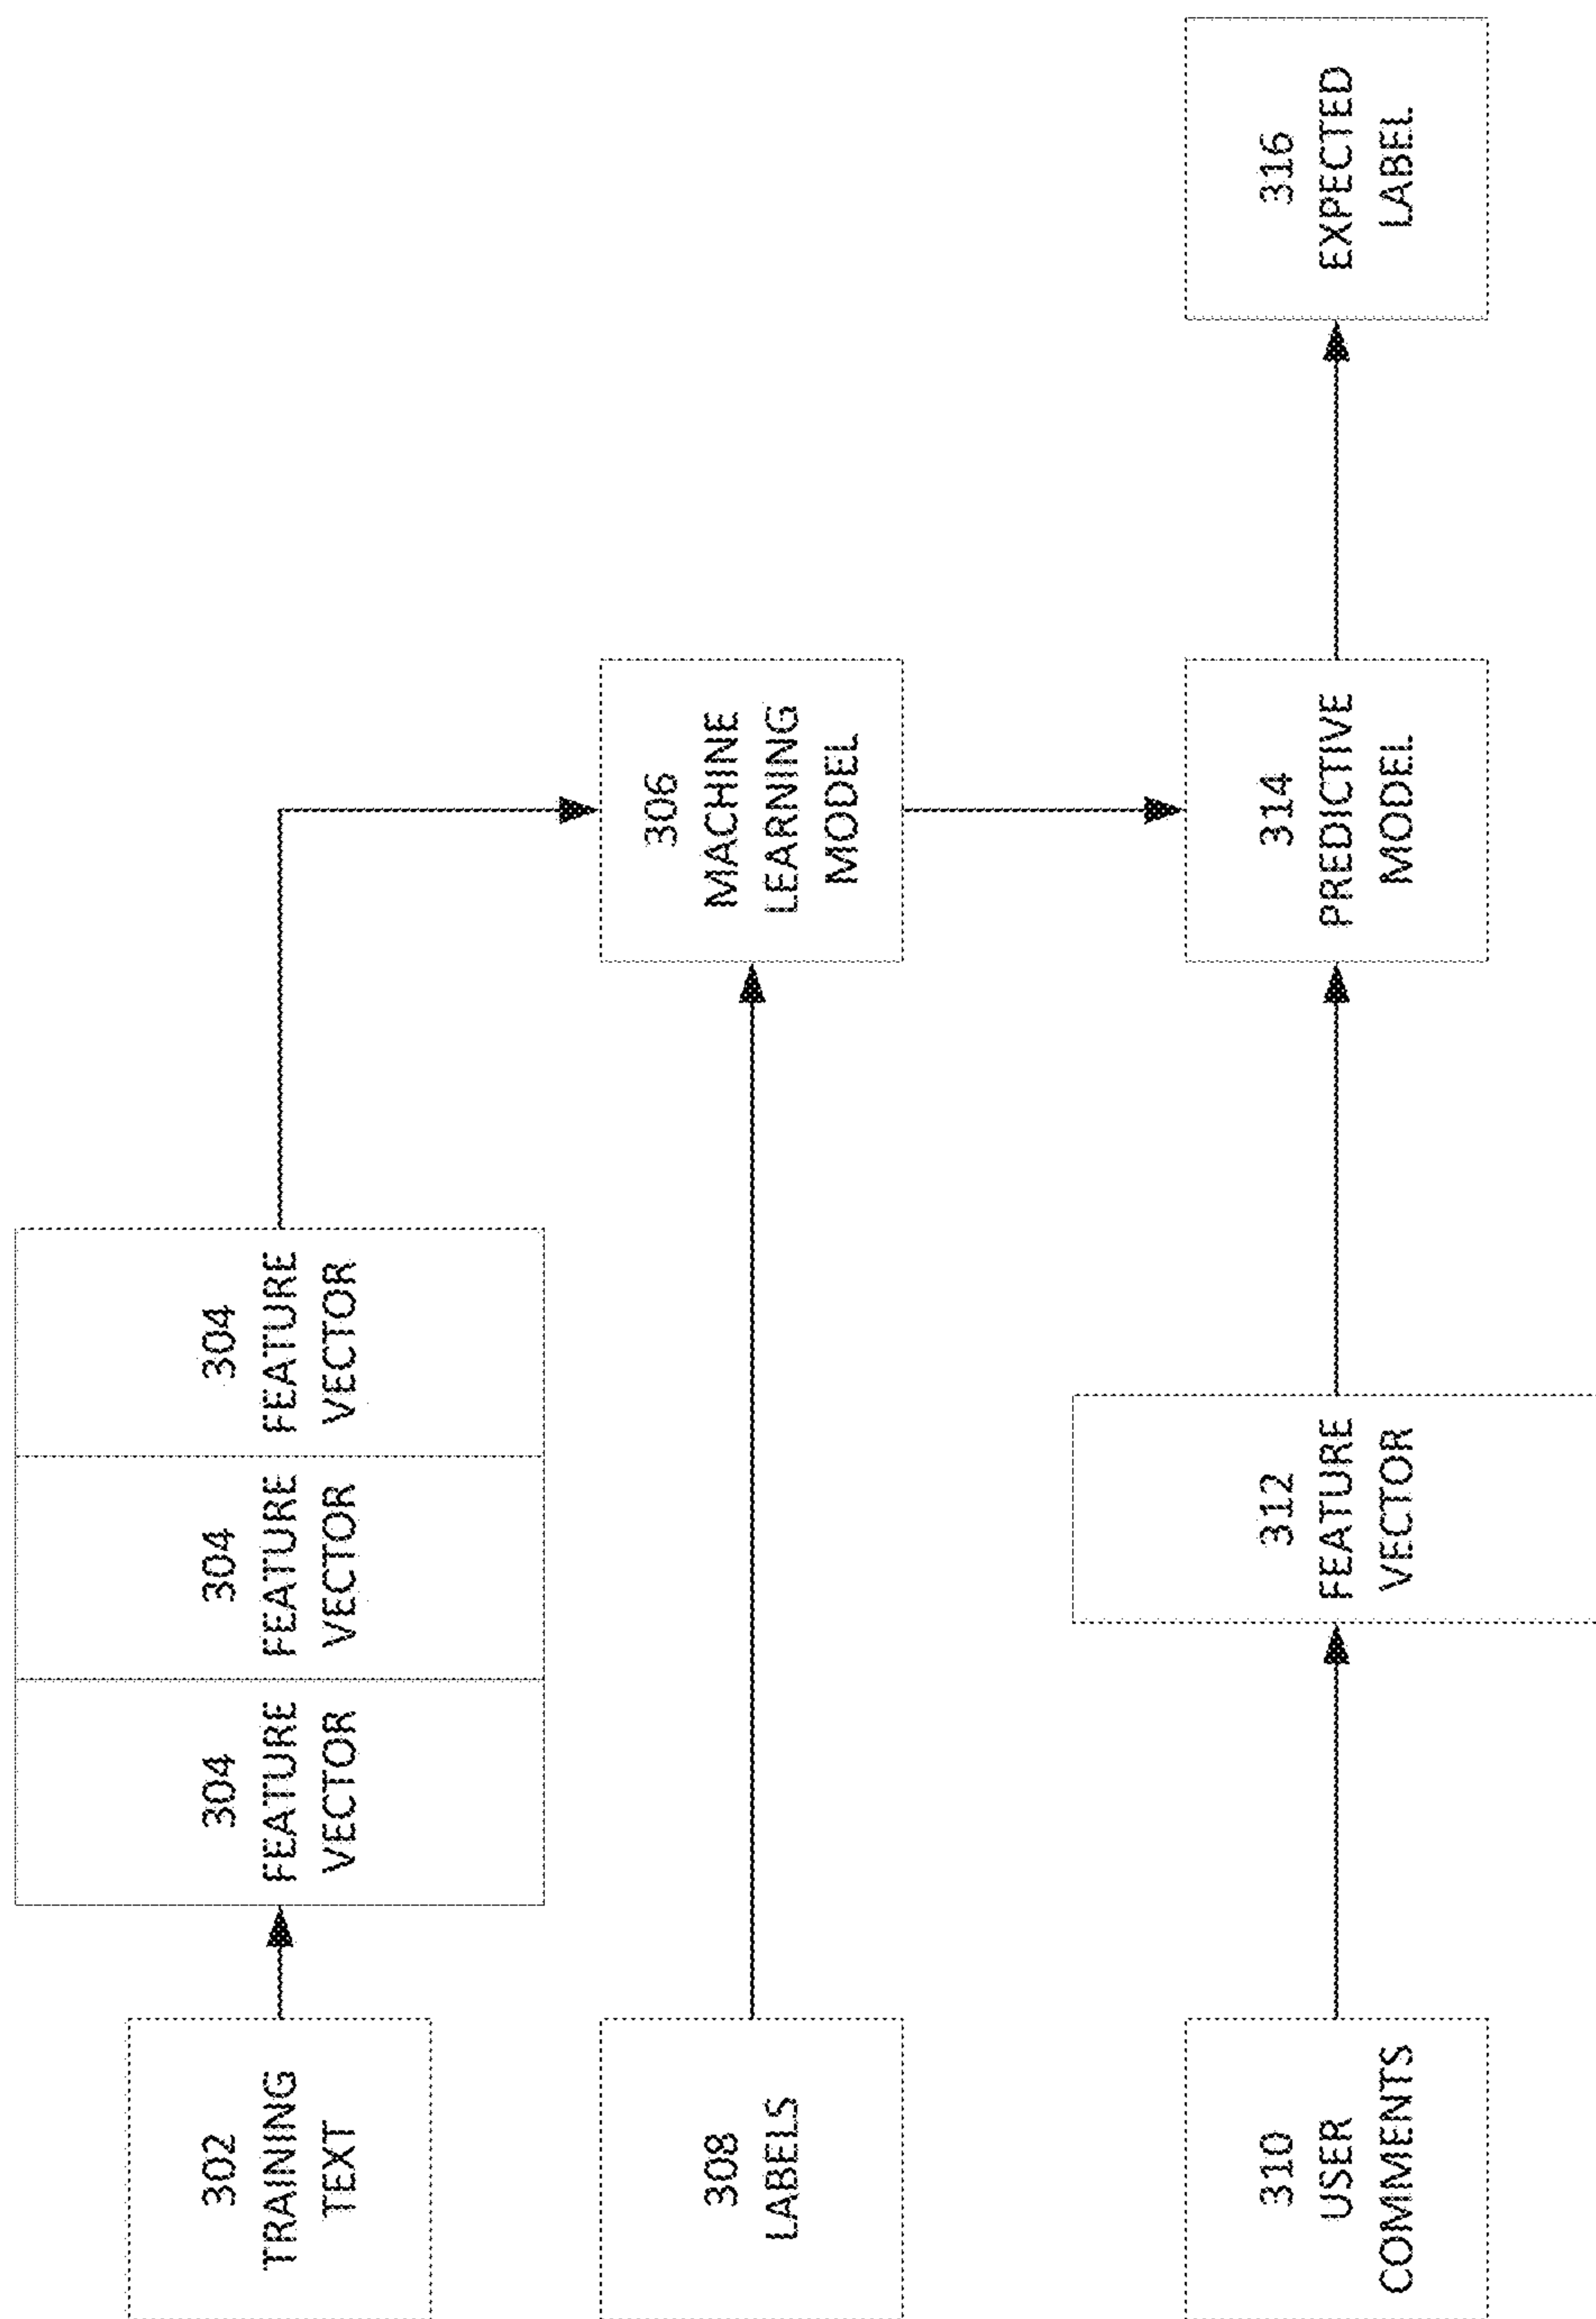 302
TRAINING
TEXT
304
FEATURE
VECTOR
304
FEATURE
VECTOR
304
FEATURE
VECTOR
308
LABELS
306
MACHINE
LEARNING
MODEL
310
USER
COMMENTS
312
FEATURE
VECTOR
314
PREDICTIVE
MODEL
316
EXPECTED
LABEL